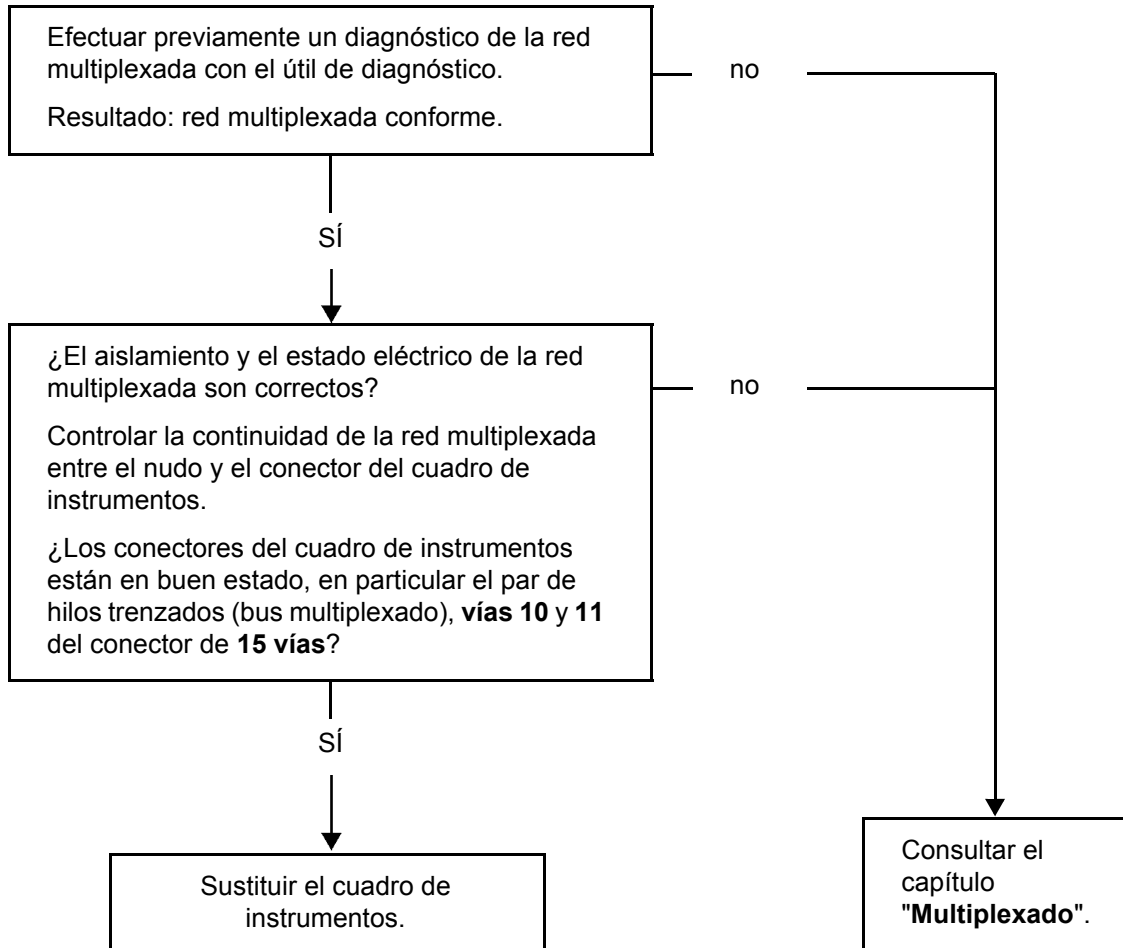 Efectuar previamente un diagnóstico de la red
multiplexada con el útil de diagnóstico.
Resultado: red multiplexada conforme.
no
SÍ
¿El aislamiento y el estado eléctrico de la red
multiplexada son correctos?
Controlar la continuidad de la red multiplexada
entre el nudo y el conector del cuadro de
instrumentos.
¿Los conectores del cuadro de instrumentos
están en buen estado, en particular el par de
hilos trenzados (bus multiplexado), vías 10 y 11
del conector de 15 vías?
no
SÍ
Sustituir el cuadro de
instrumentos.
Consultar el
capítulo
"Multiplexado".